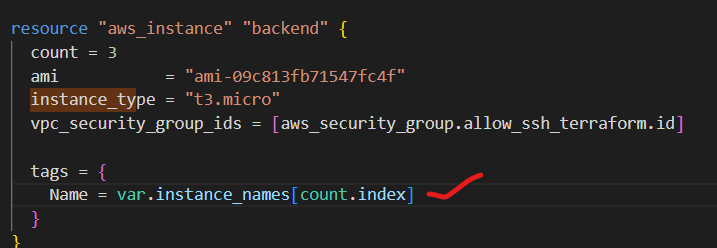 resource "aws_instance" "backend" {
count = 3
ami = "ami-09c813fb71547fc4f"
instance_type = "t3.micro"
vpc_security_group_ids = [aws_security_group.allow_ssh_terraform.id]
tags = {
Name = var.instance_names[count.index]
}
}